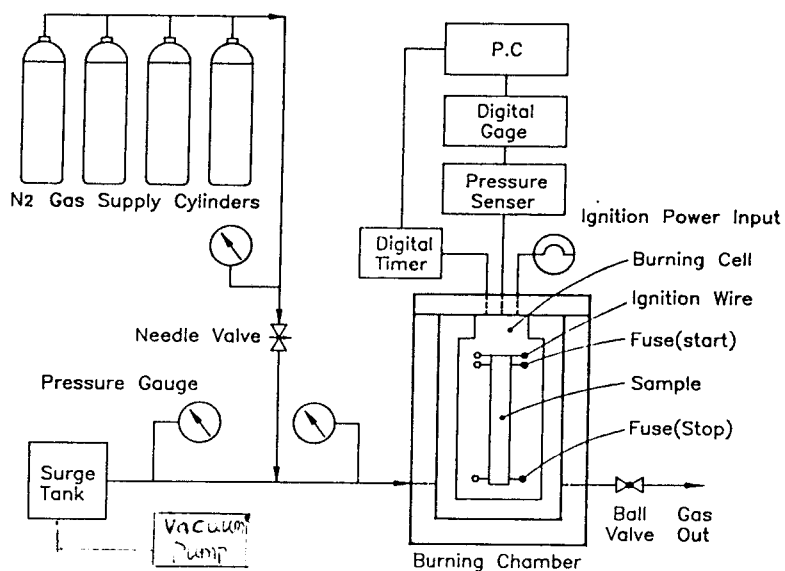 P.C
Digital
Gage
Pressure
Senser
N2 Gas Supply Cylinders
Ignition Power Input
Digital
Timer
Burning Cell
Ignition Wire
Needle Valve
Fuse(start)
Pressure Gauge
Sample
Fuse(Stop)
Surge
Tank
Vacuum
Pump
Ball
Valve
Gas
Out
Burning Chamber